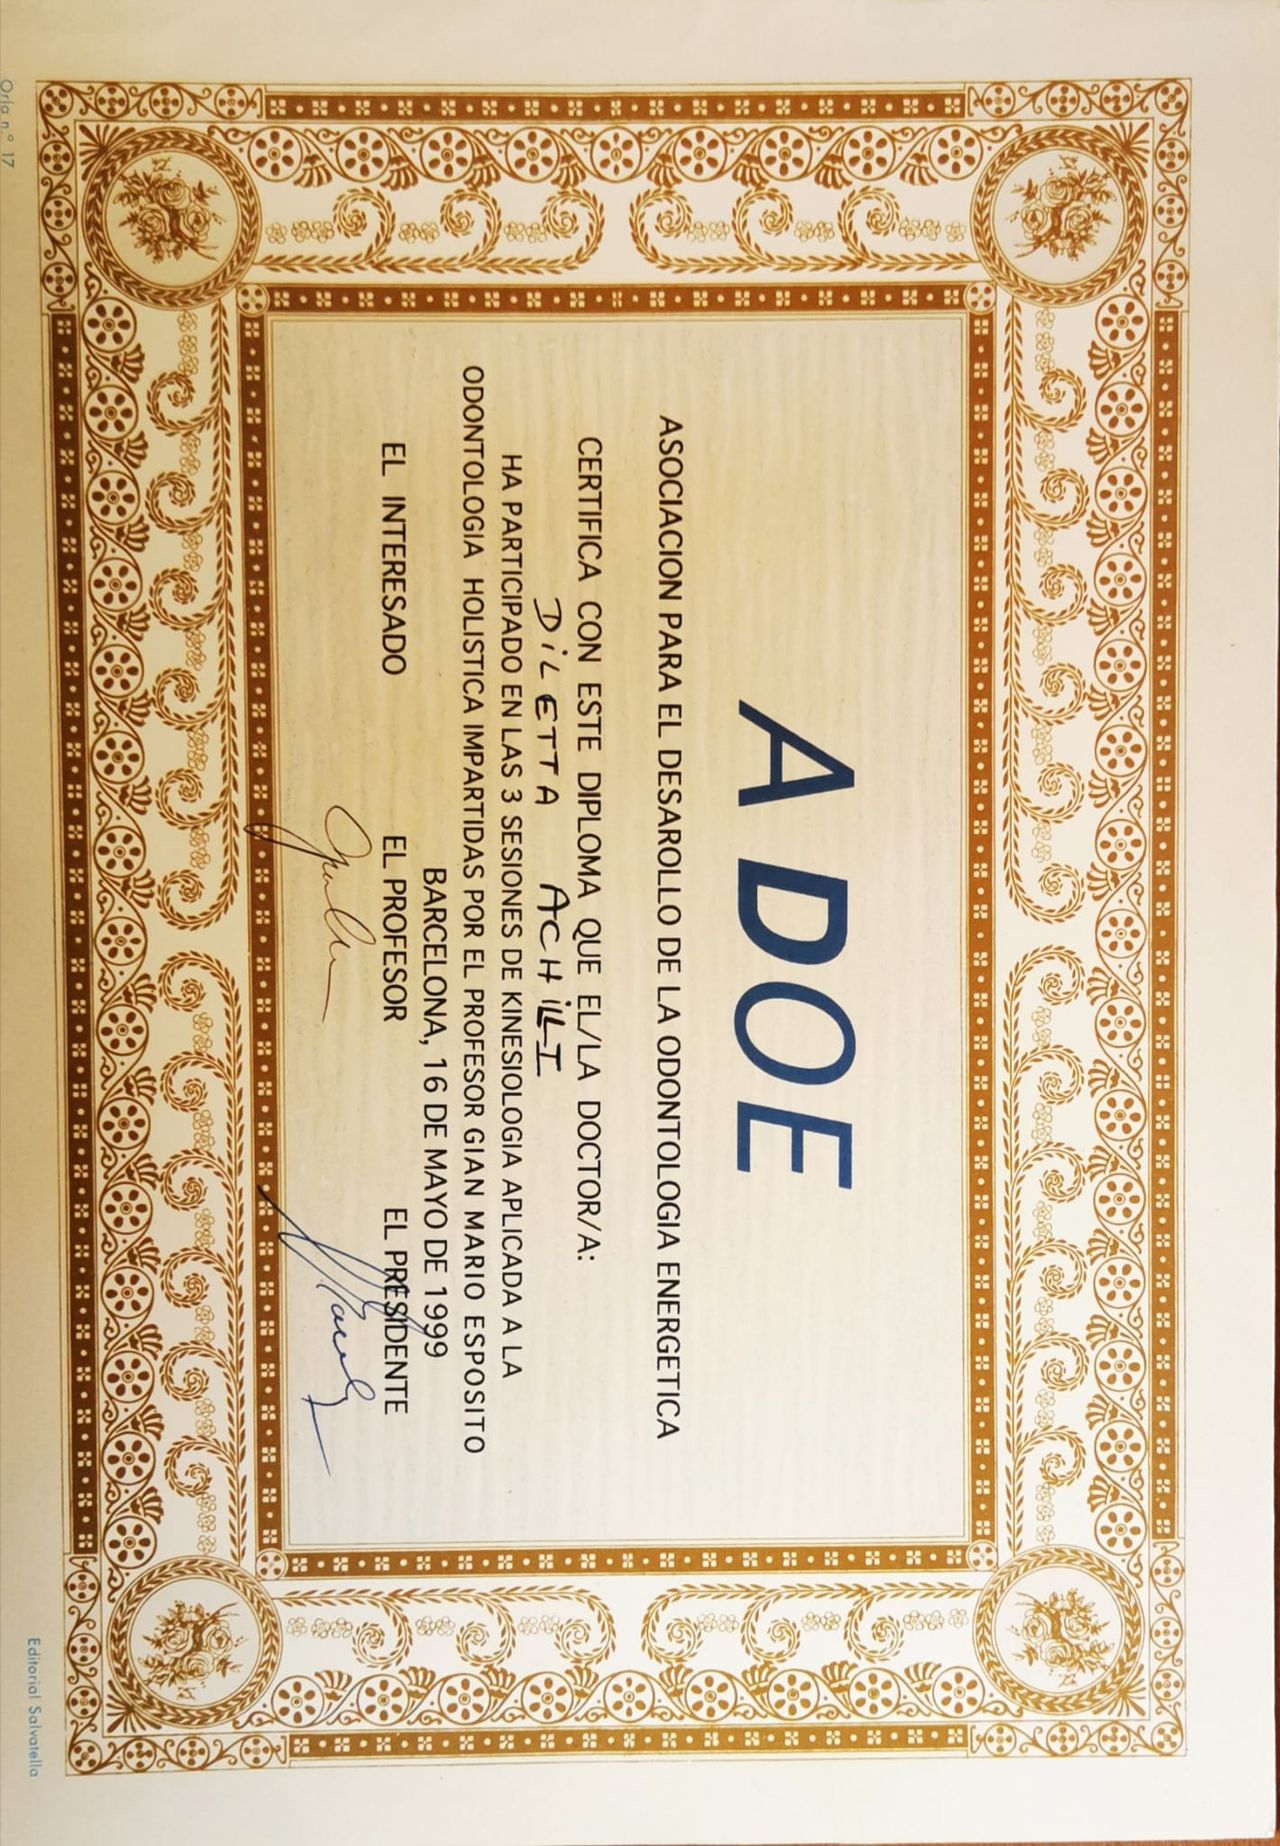 ADOE
ASOCIACION PARA EL DESAROLLO DE LA ODONTOLOGIA ENERGETICA
CERTIFICA CON ESTE DIPLOMA QUE EL/LA DOCTOR/A:
DiLETTA ACHiLLI
HA PARTICIPADO EN LAS 3 SESIONES DE KINESIOLOGIA APLICADA A LA
ODONTOLOGIA HOLISTICA IMPARTIDAS POR EL PROFESOR GIAN MARIO ESPOSITO
BARCELONA, 16 DE MAYO DE 1999
EL INTERESADO EL PROFESOR EL PRESIDENTE
Orla n.º 17
Editorial Salvatella